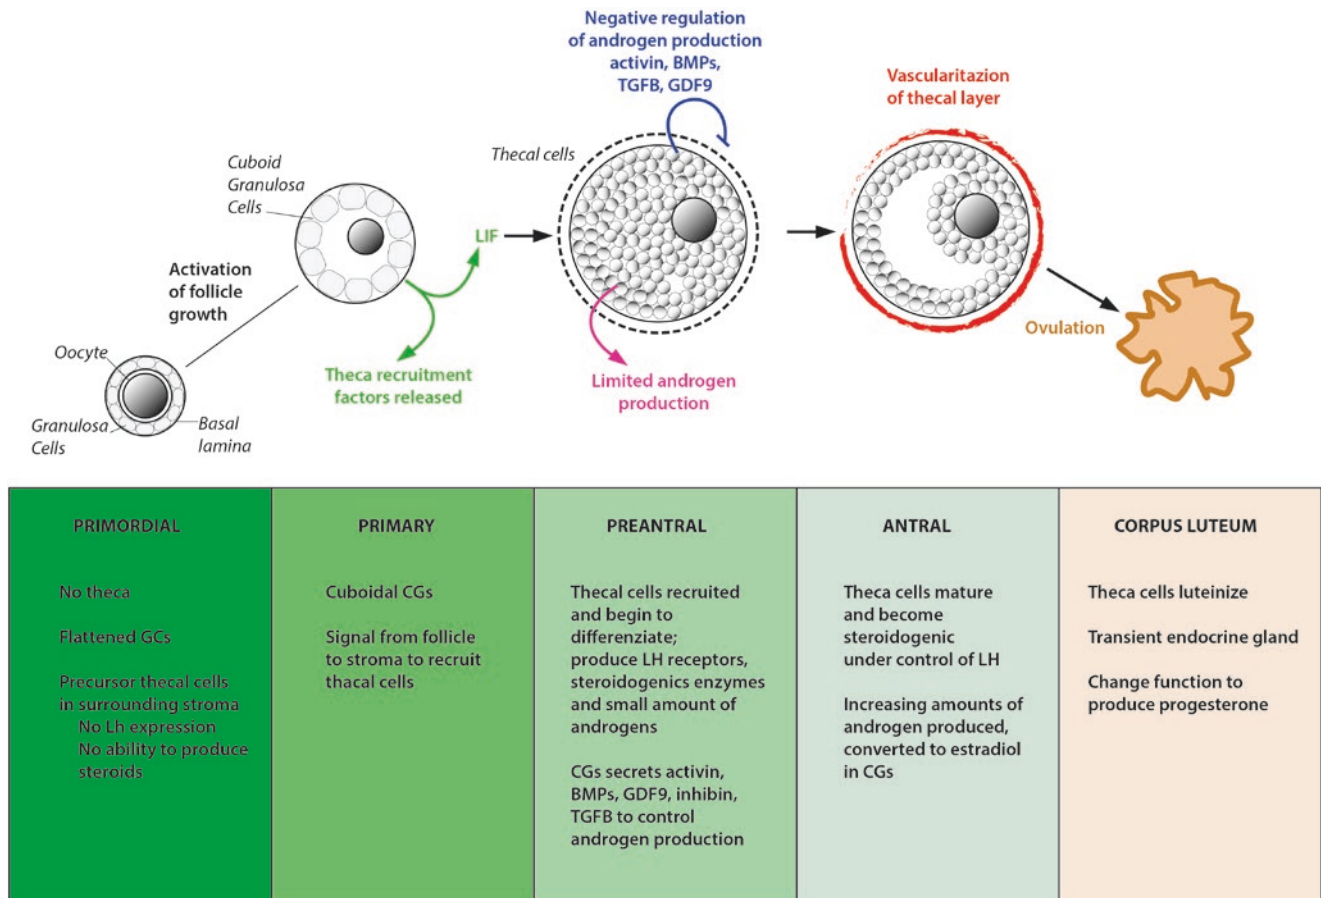 Negative regulation
of androgen production
activin, BMPs,
TGFB, GDF9
Vascularitazion
of thecal layer
Cuboid
Granulosa
Cells
Thecal cells
LIF
Activation
of follicle
growth
Oocyte
Ovulation
Theca recruitment
factors released
Limited androgen
production
Granulosa
Cells
Basal
lamina
PRIMORDIAL
No theca
Flattened GCs
Precursor thecal cells
in surrounding stroma
No Lh expression
No ability to produce
steroids
PRIMARY
Cuboidal CGs
Signal from follicle
to stroma to recruit
thacal cells
PREANTRAL
Thecal cells recruited
and begin to
differenziate;
produce LH receptors,
steroidogenics enzymes
and small amount of
androgens
CGs secrets activin,
BMPs, GDF9, inhibin,
TGFB to control
androgen production
ANTRAL
Theca cells mature
and become
steroidogenic
under control of LH
Increasing amounts of
androgen produced,
converted to estradiol
in CGs
CORPUS LUTEUM
Theca cells luteinize
Transient endocrine gland
Change function to
produce progesterone